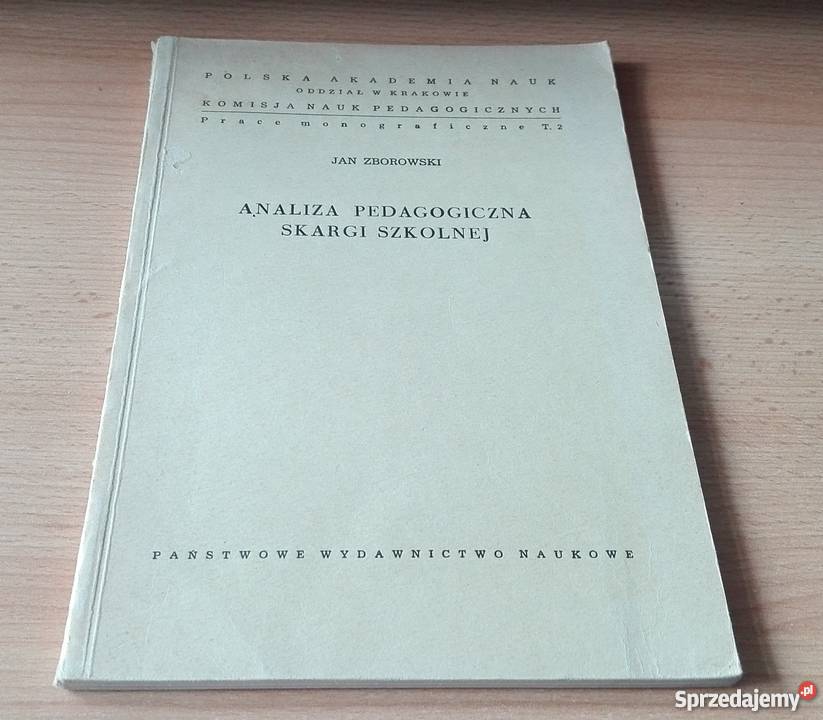 POLSKA AKADEMIA NAUK
ODDZIAŁ W KRAKOWIE
KOMISJA NAUK PEDAGOGICZNYCH
Prace monograficzne T. 2
JAN ZBOROWSKI
ANALIZA PEDAGOGICZNA
SKARGI SZKOLNEJ
PAŃSTWOWE WYDAWNICTWO NAUKOWE
Sprzedajemy.pl